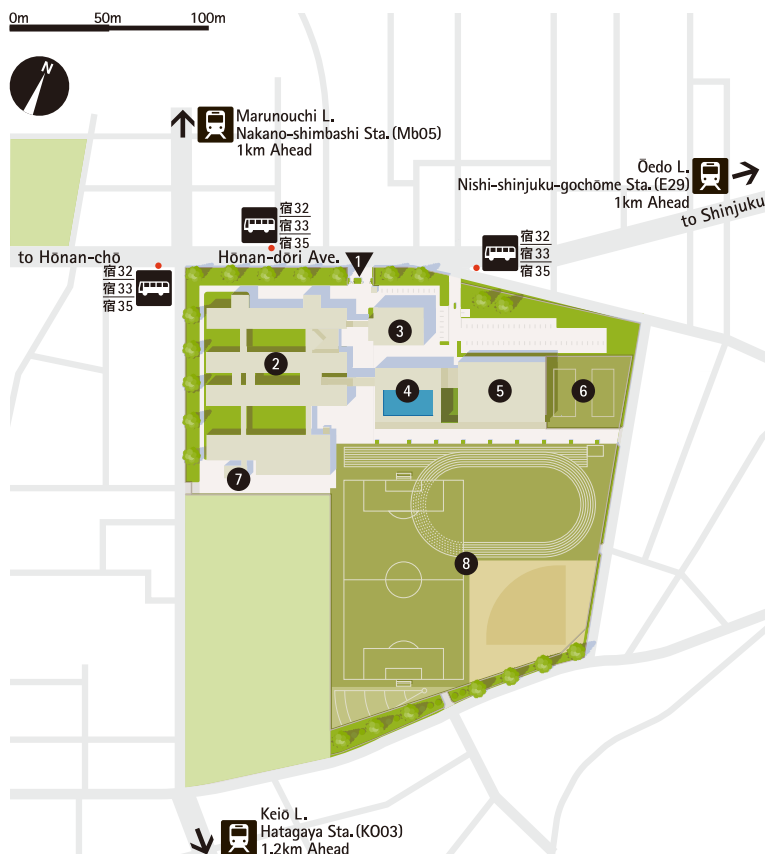 0m 50m 100m
N
Marunouchi L.
Nakano-shimbashi Sta. (Mb05)
1km Ahead
Ōedo L.
Nishi-shinjuku-gochōme Sta. (E29)
1km Ahead
to Shinjuku
宿32
宿33
宿35
宿32
宿33
宿35
to Hōnan-chō
Hōnan-dōri Ave.
1
宿32
宿33
宿35
3
2
4
5
6
7
8
Keiō L.
Hatagaya Sta. (KO03)
1.2km Ahead